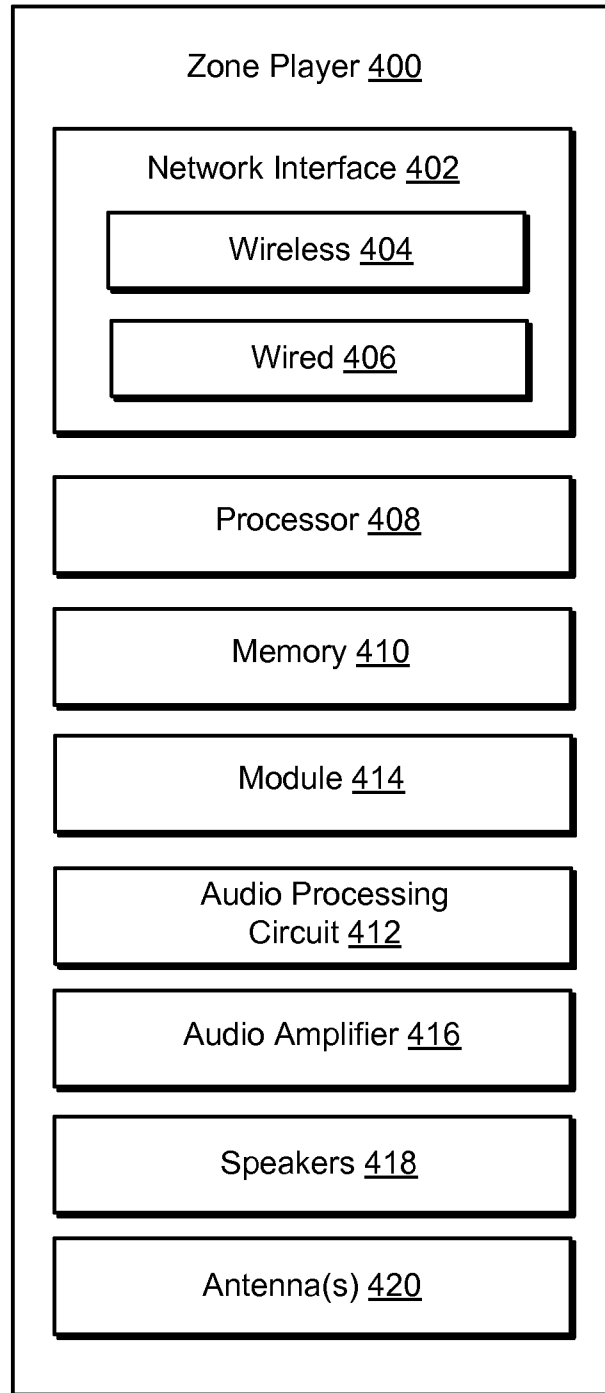 Zone Player 400
Network Interface 402
Wireless 404
Wired 406
Processor 408
Memory 410
Module 414
Audio Processing
Circuit 412
Audio Amplifier 416
Speakers 418
Antenna(s) 420